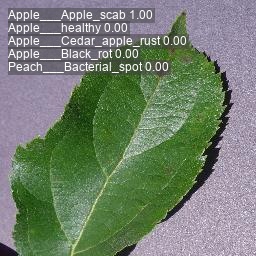 Apple___Apple_scab 1.00
Apple___healthy 0.00
Apple___Cedar_apple_rust 0.00
Apple___Black_rot 0.00
Peach___Bacterial_spot 0.00